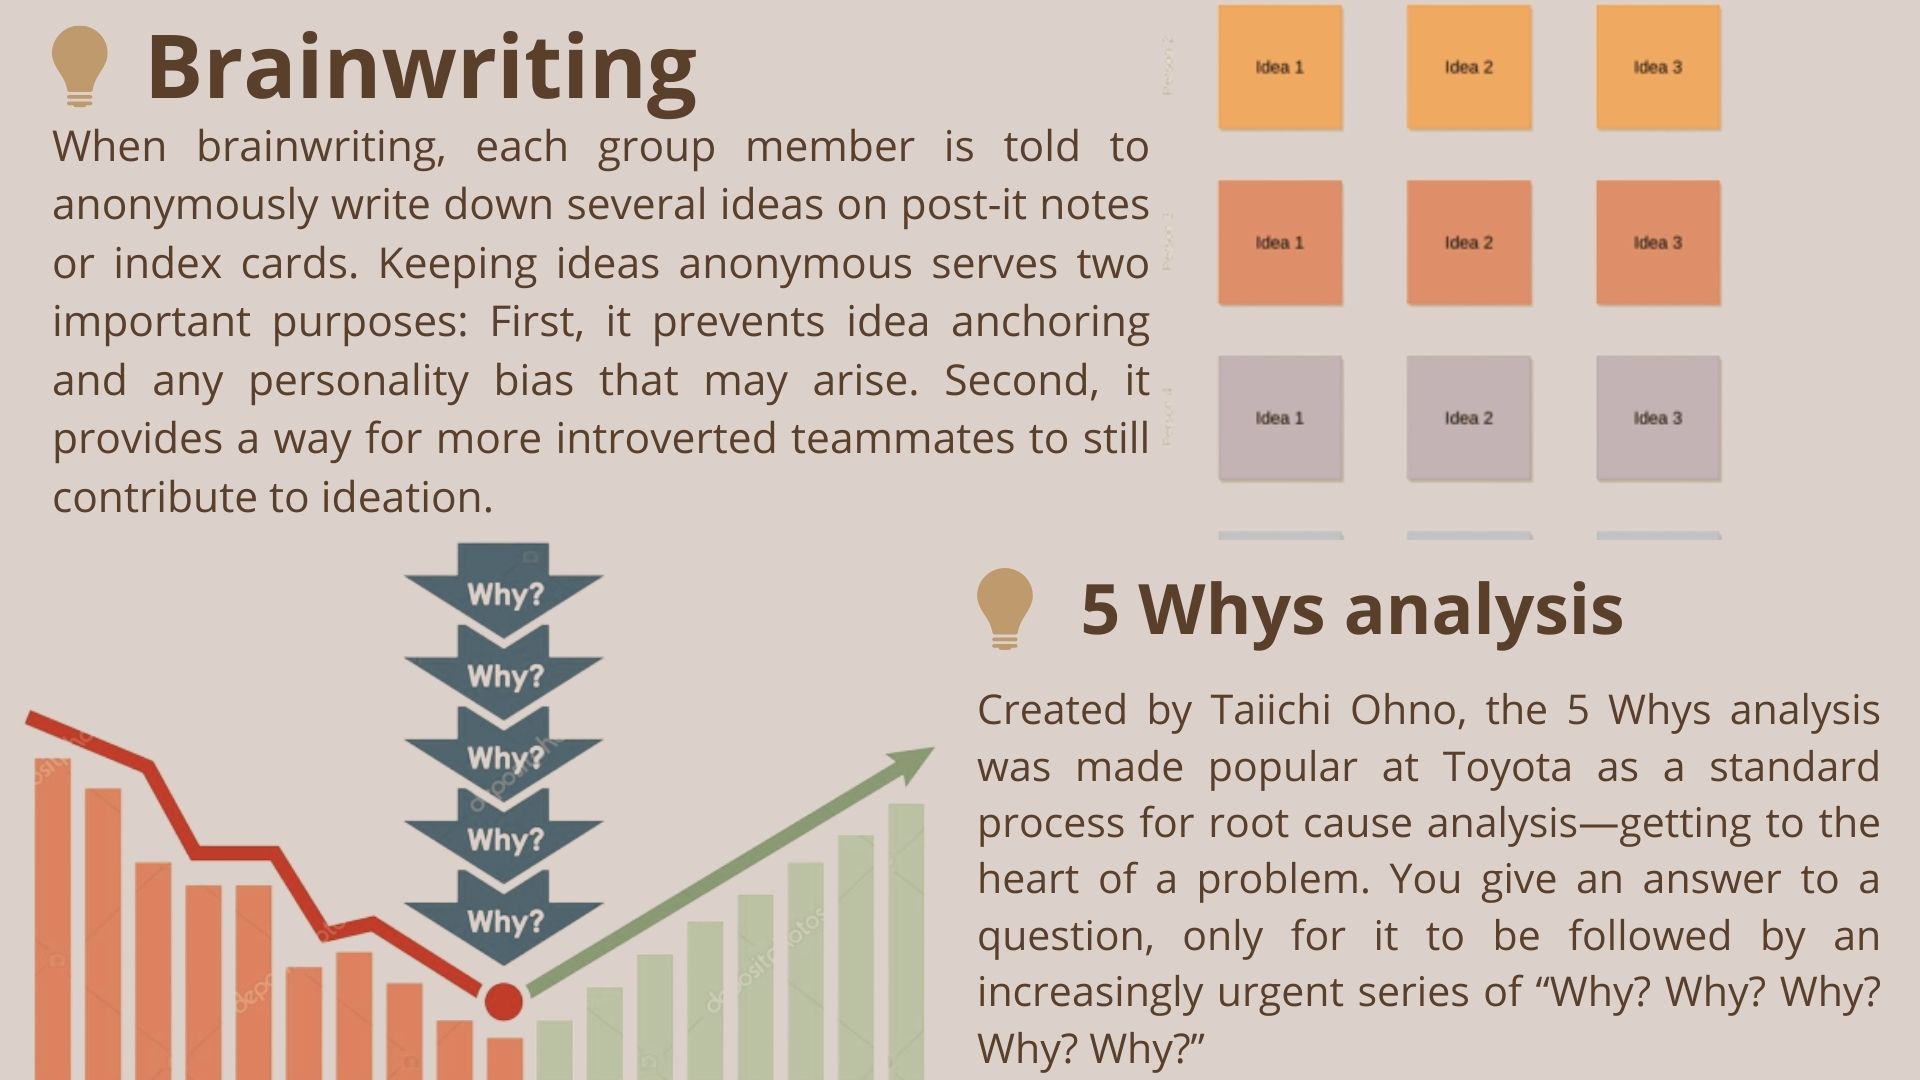 Brainwriting
When brainwriting, each group member is told to
anonymously write down several ideas on post-it notes
or index cards. Keeping ideas anonymous serves two
important purposes: First, it prevents idea anchoring
and any personality bias that may arise. Second, it
provides a way for more introverted teammates to still
contribute to ideation.
Idea 1 Idea 2 Idea 3
Idea 1 Idea 2 Idea 3
Idea 1 Idea 2 Idea 3
Why?
Why?
Why?
Why?
Why?
5 Whys analysis
Created by Taiichi Ohno, the 5 Whys analysis
was made popular at Toyota as a standard
process for root cause analysis—getting to the
heart of a problem. You give an answer to a
question, only for it to be followed by an
increasingly urgent series of “Why? Why? Why?
Why? Why?”